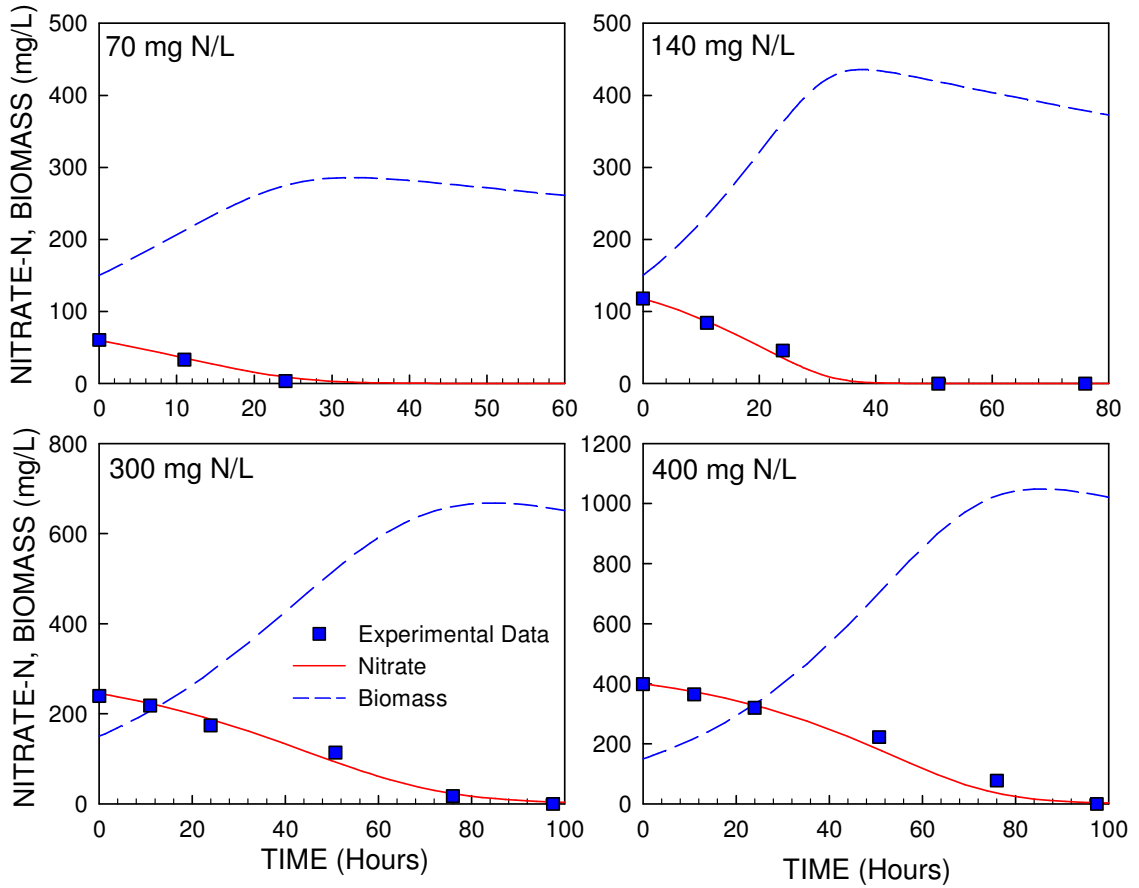 NITRATE-N, BIOMASS (mg/L)
70 mg N/L
500
400
300
200
100
0
0 10 20 30 40 50 60
140 mg N/L
500
400
300
200
100
0
0 20 40 60 80
NITRATE-N, BIOMASS (mg/L)
300 mg N/L
800
600
400
200
0
Experimental Data
Nitrate
Biomass
0 20 40 60 80 100
TIME (Hours)
400 mg N/L
1200
1000
800
600
400
200
0
0 20 40 60 80 100
TIME (Hours)